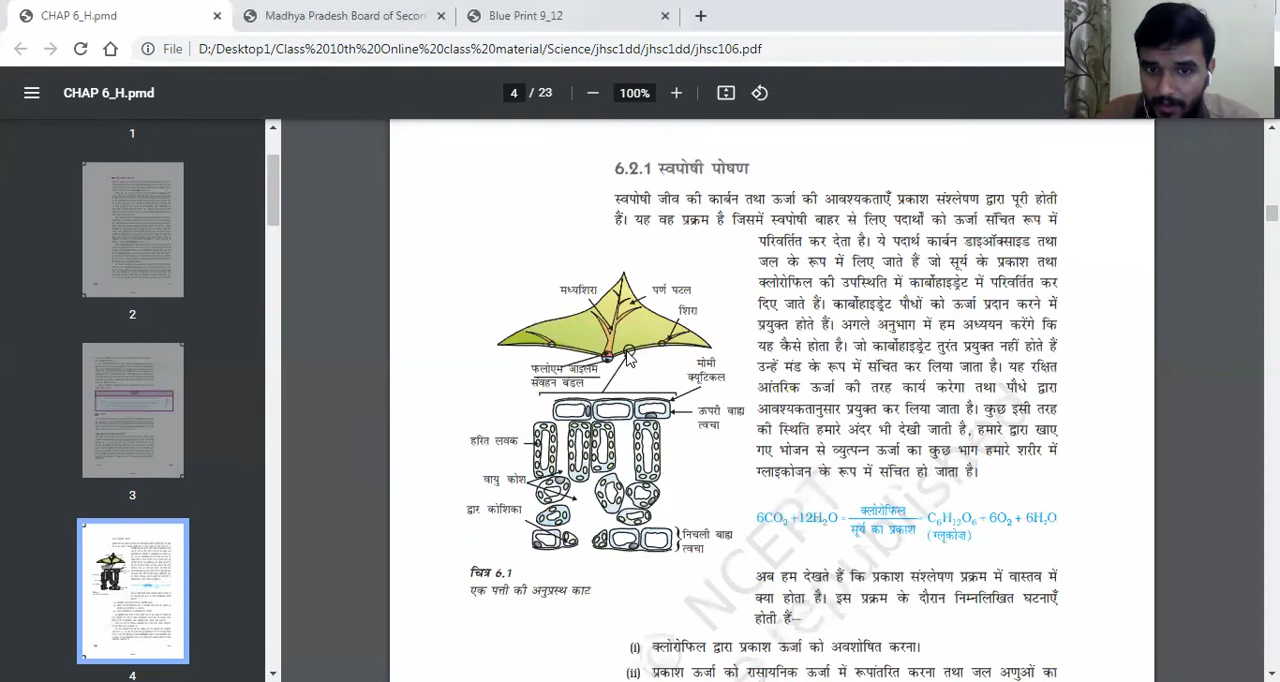 CHAP 6_H.pmd
Madhya Pradesh Board of Secon
Blue Print 9_12
File D:/Desktop1/Class%2010th%20Online%20class%20material/Science/jhsc1dd/jhsc1dd/jhsc106.pdf
CHAP 6_H.pmd
4 / 23
100%
1
2
3
4
6.2.1 स्वपोषी पोषण
स्वपोषी जीव की कार्बन तथा ऊर्जा की आवश्यकताएँ प्रकाश संश्लेषण द्वारा पूरी होती
हैं। यह वह प्रक्रम है जिसमें स्वपोषी बाहर से लिए पदार्थों को ऊर्जा संचित रूप में
परिवर्तित कर देता है। ये पदार्थ कार्बन डाइऑक्साइड तथा
जल के रूप में लिए जाते हैं जो सूर्य के प्रकाश तथा
क्लोरोफिल की उपस्थिति में कार्बोहाइड्रेट में परिवर्तित कर
दिए जाते हैं। कार्बोहाइड्रेट पौधों को ऊर्जा प्रदान करने में
प्रयुक्त होते हैं। अगले अनुभाग में हम अध्ययन करेंगे कि
यह कैसे होता है। जो कार्बोहाइड्रेट तुरंत प्रयुक्त नहीं होते हैं
उन्हें मंड के रूप में संचित कर लिया जाता है। यह रक्षित
आंतरिक ऊर्जा की तरह कार्य करेगा तथा पौधे द्वारा
आवश्यकतानुसार प्रयुक्त कर लिया जाता है। कुछ इसी तरह
की स्थिति हमारे अंदर भी देखी जाती है, हमारे द्वारा खाए
गए भोजन से व्युत्पन्न ऊर्जा का कुछ भाग हमारे शरीर में
ग्लाइकोजन के रूप में संचित हो जाता है।
मध्यशिरा
पर्ण पटल
शिरा
फ्लोएम जाइलम
संवहन बंडल
मोमी
क्यूटिकल
ऊपरी बाह्य
त्वचा
हरित लवक
वायु कोश
द्वार कोशिका
निचली बाह्य
त्वचा
6CO₂ +12H₂O क्लोरोफिल C₆H₁₂O₆ + 6O₂ + 6H₂O
सूर्य का प्रकाश
(ग्लूकोज़)
चित्र
एक पत्ती की अनुप्रस्थ काट
अब हम देखते हैं कि प्रकाश संश्लेषण प्रक्रम में वास्तव में
क्या होता है? इस प्रक्रम के दौरान निम्नलिखित घटनाएँ
होती हैं—
(i) क्लोरोफिल द्वारा प्रकाश ऊर्जा को अवशोषित करना।
(ii) प्रकाश ऊर्जा को रासायनिक ऊर्जा में रूपांतरित करना तथा जल अणुओं का